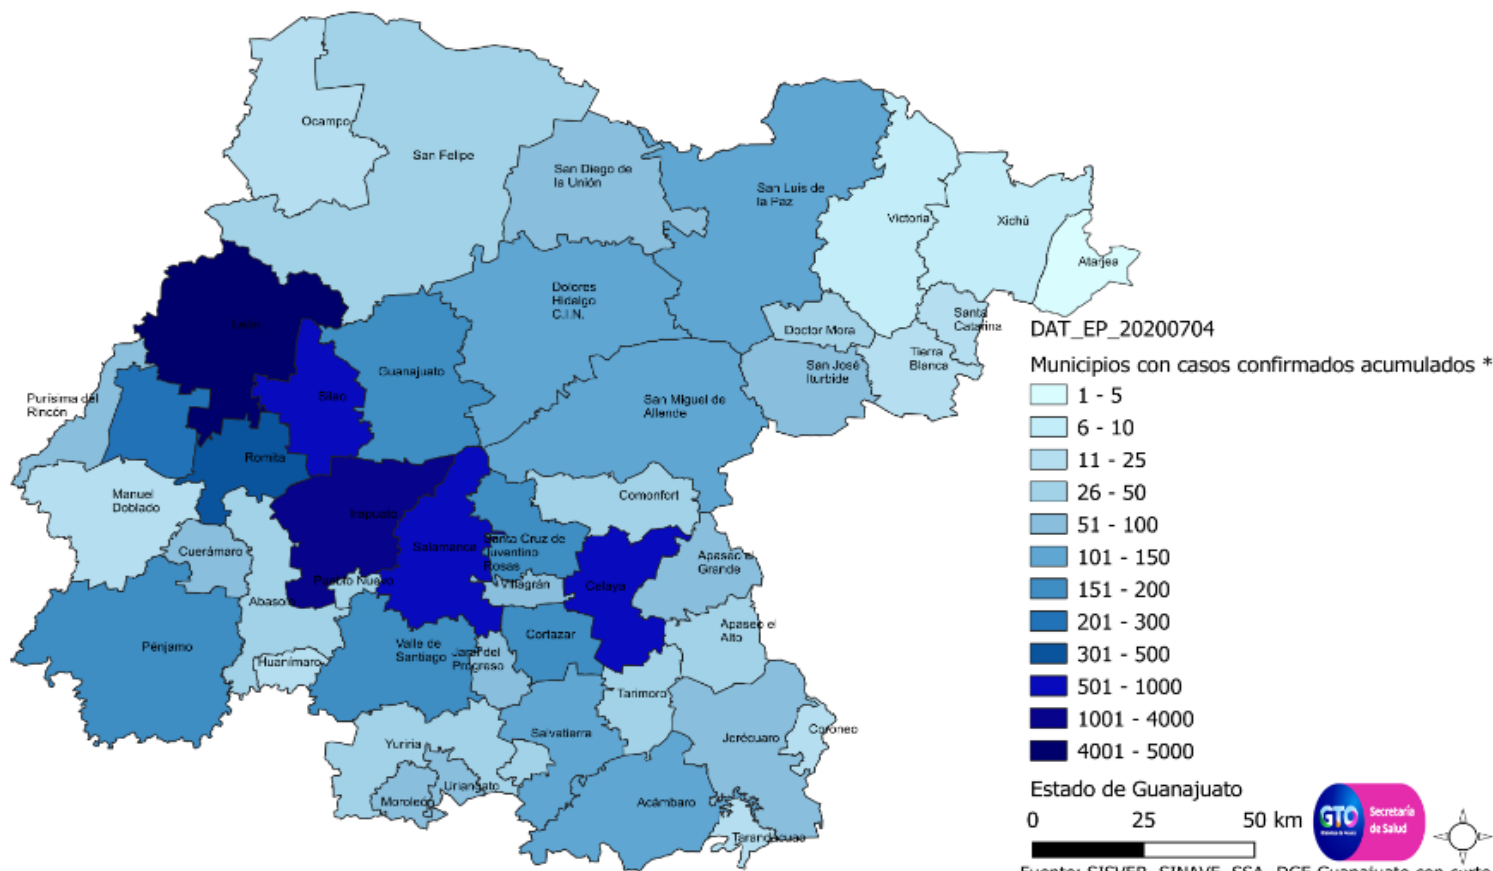 Ocampo
San Felipe
San Diego de
la Unión
San Luis de
la Paz
Victoria
Xichú
Atarjea
Dolores
Hidalgo
C.I.N.
León
Guanajuato
Silao
Doctor Mora
Santa
Catarina
Tierra
Blanca
San José
Iturbide
San Miguel de
Allende
Purísima del
Rincón
Romita
Manuel
Doblado
Irapuato
Comonfort
Cuerámaro
Salamanca
Santa Cruz de
Juventino
Rosas
Apaseo el
Grande
Pueblo Nuevo
Villagrán
Celaya
Abasolo
Pénjamo
Huanímaro
Valle de
Santiago
Jaral del
Progreso
Cortazar
Apaseo el
Alto
Tarimoro
Yuriria
Salvatierra
Jerécuaro
Coroneo
Uriangato
Moroleón
Acámbaro
Tarandacuao
DAT_EP_20200704
Municipios con casos confirmados acumulados *
1 - 5
6 - 10
11 - 25
26 - 50
51 - 100
101 - 150
151 - 200
201 - 300
301 - 500
501 - 1000
1001 - 4000
4001 - 5000
Estado de Guanajuato
0 25 50 km
GTO
Secretaría
de Salud